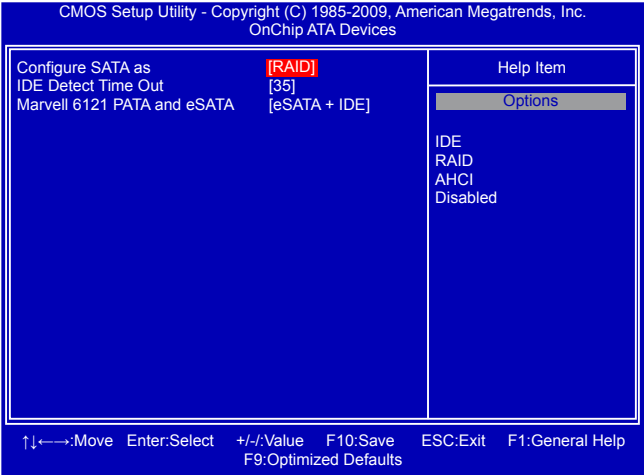 CMOS Setup Utility - Copyright (C) 1985-2009, American Megatrends, Inc.
OnChip ATA Devices
Configure SATA as [RAID]
IDE Detect Time Out [35]
Marvell 6121 PATA and eSATA [eSATA + IDE]
Help Item
Options
IDE
RAID
AHCI
Disabled
↑↓←→:Move Enter:Select +/-/:Value F10:Save ESC:Exit F1:General Help
F9:Optimized Defaults